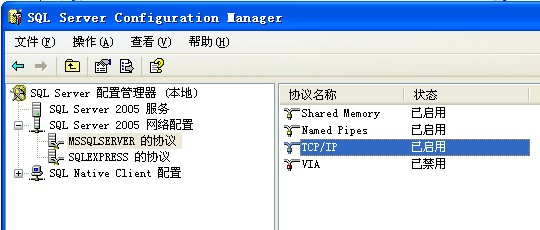 SQL Server Configuration Manager
文件(F) 操作(A) 查看(V) 帮助(H)
SQL Server 配置管理器 (本地)
SQL Server 2005 服务
SQL Server 2005 网络配置
MSSQLSERVER 的协议
SQLEXPRESS 的协议
SQL Native Client 配置
协议名称 状态
Shared Memory 已启用
Named Pipes 已启用
TCP/IP 已启用
VIA 已禁用